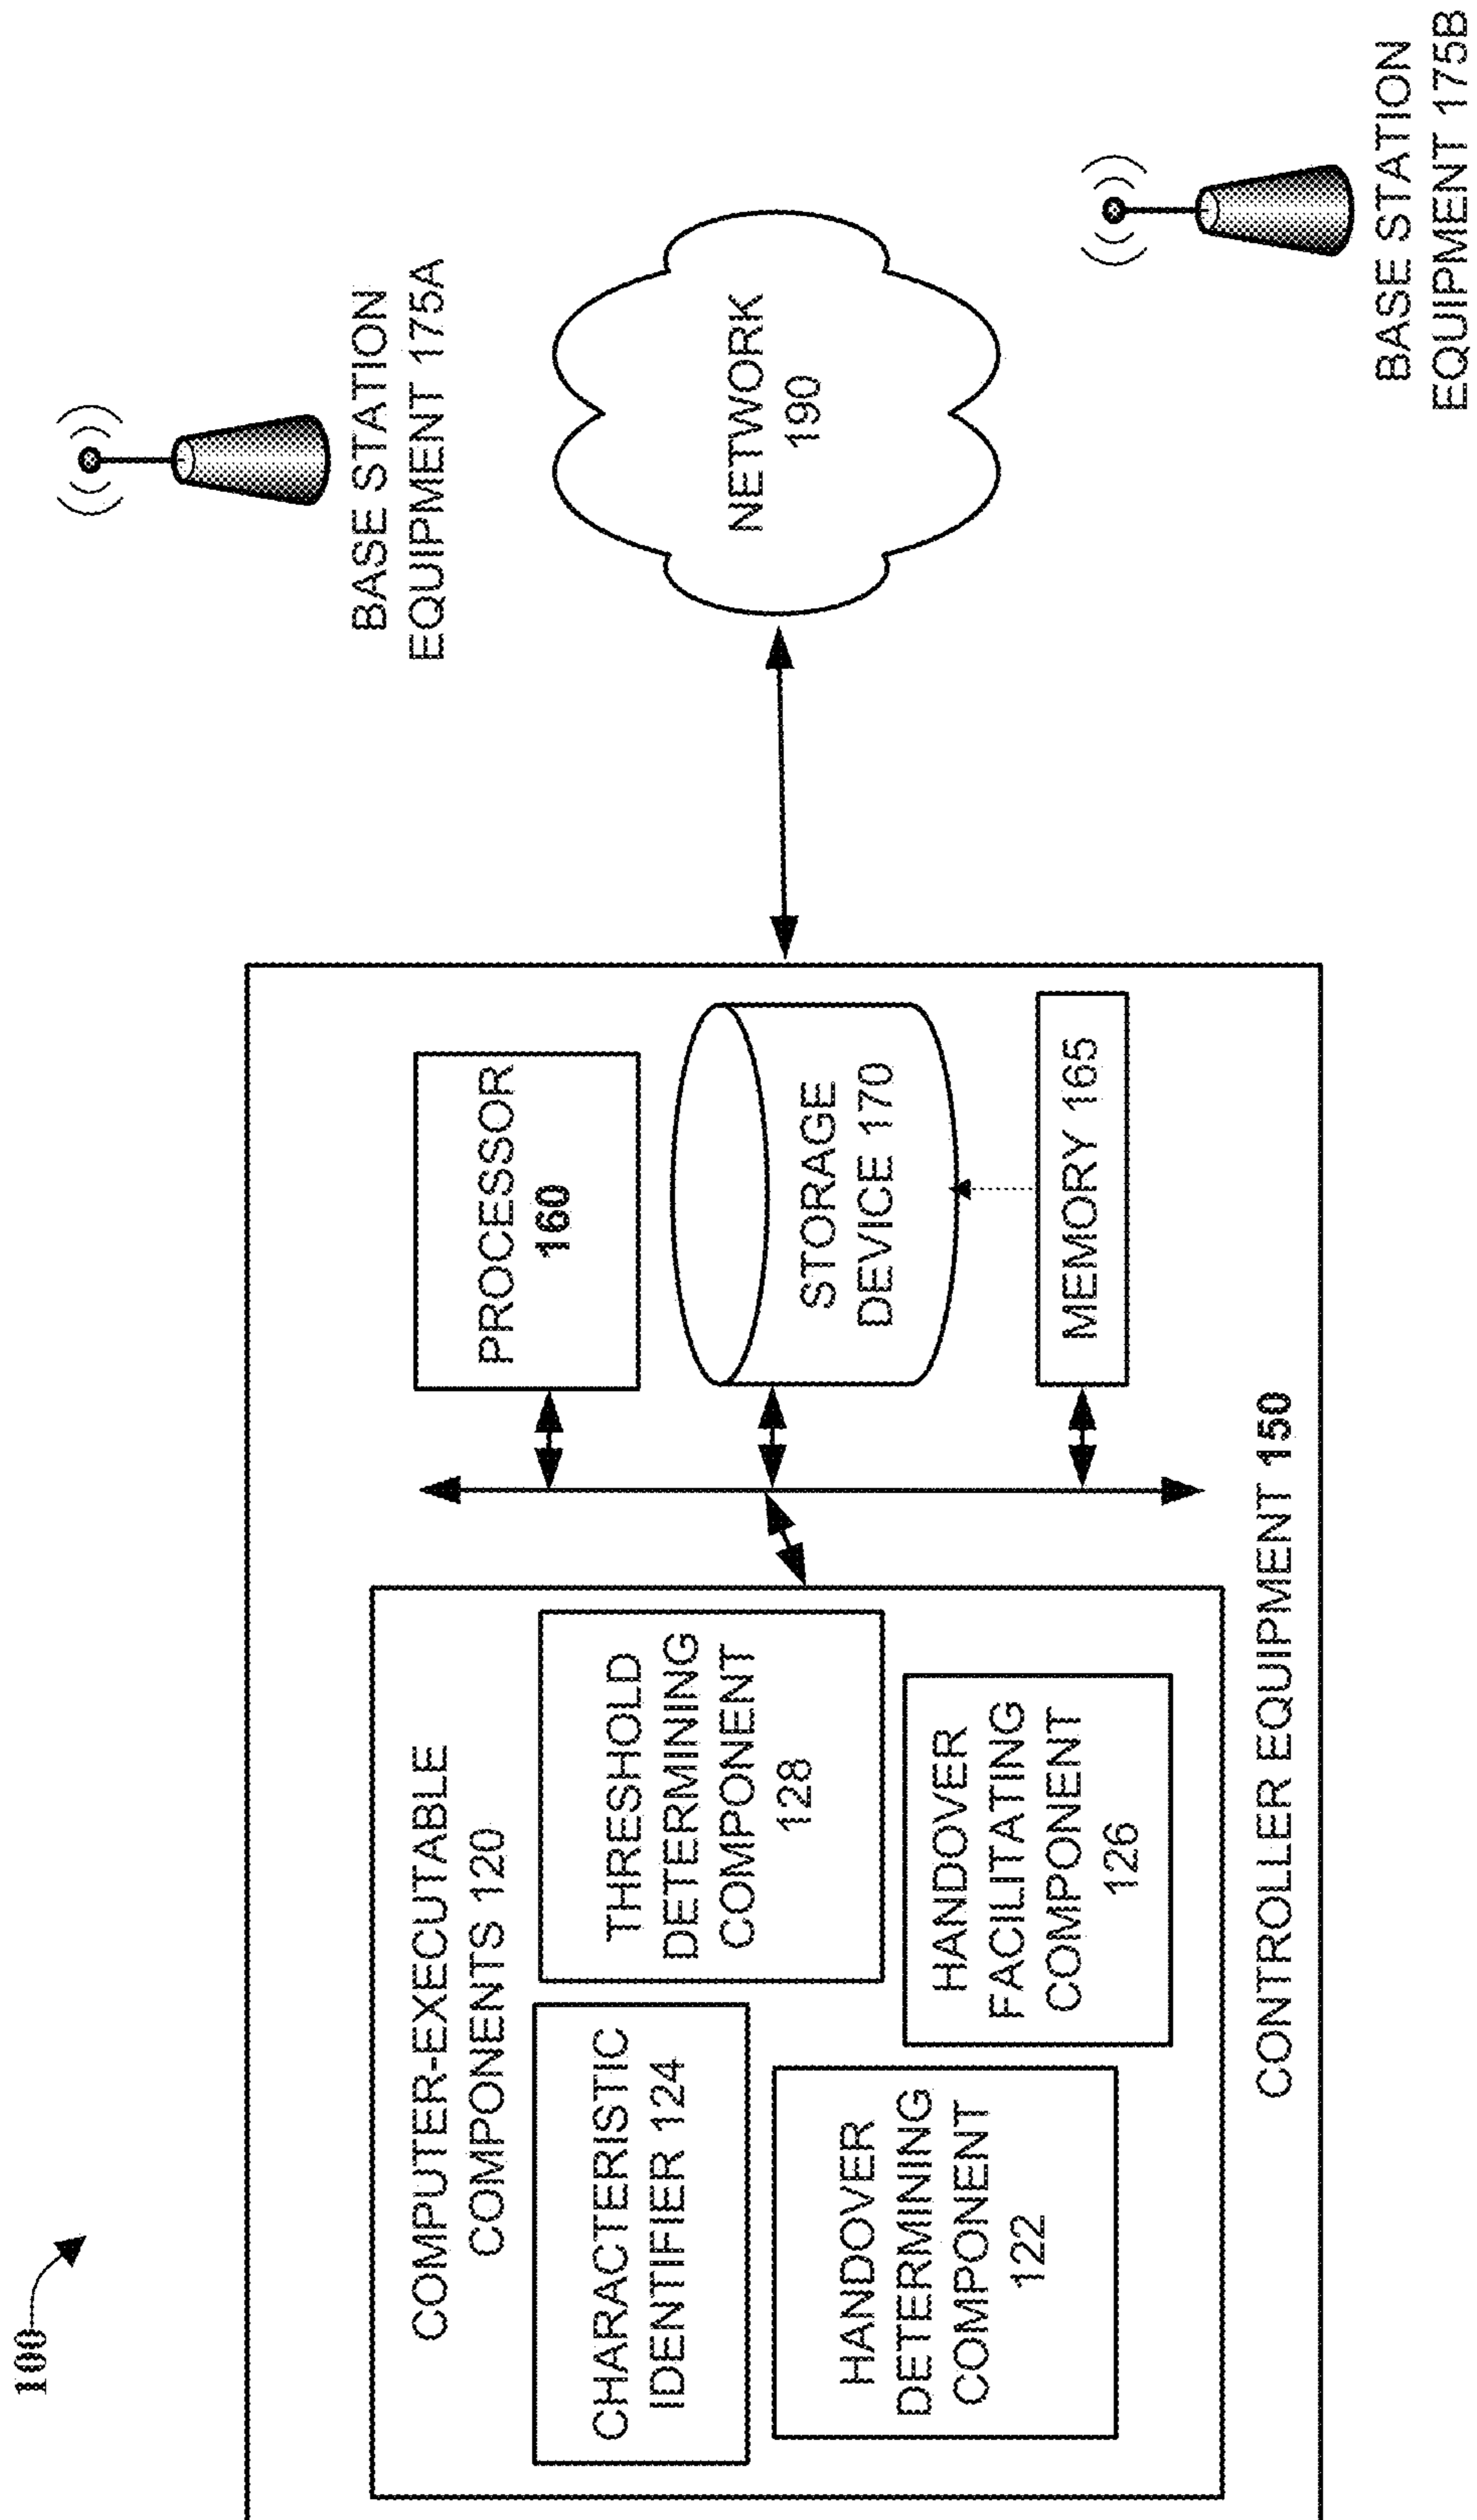 100
COMPUTER-EXECUTABLE
COMPONENTS 120
CHARACTERISTIC
IDENTIFIER 124
THRESHOLD
DETERMINING
COMPONENT
128
HANDOVER
DETERMINING
COMPONENT
122
HANDOVER
FACILITATING
COMPONENT
126
PROCESSOR
160
STORAGE
DEVICE 170
MEMORY 165
CONTROLLER EQUIPMENT 150
BASE STATION
EQUIPMENT 175A
NETWORK
190
BASE STATION
EQUIPMENT 175B